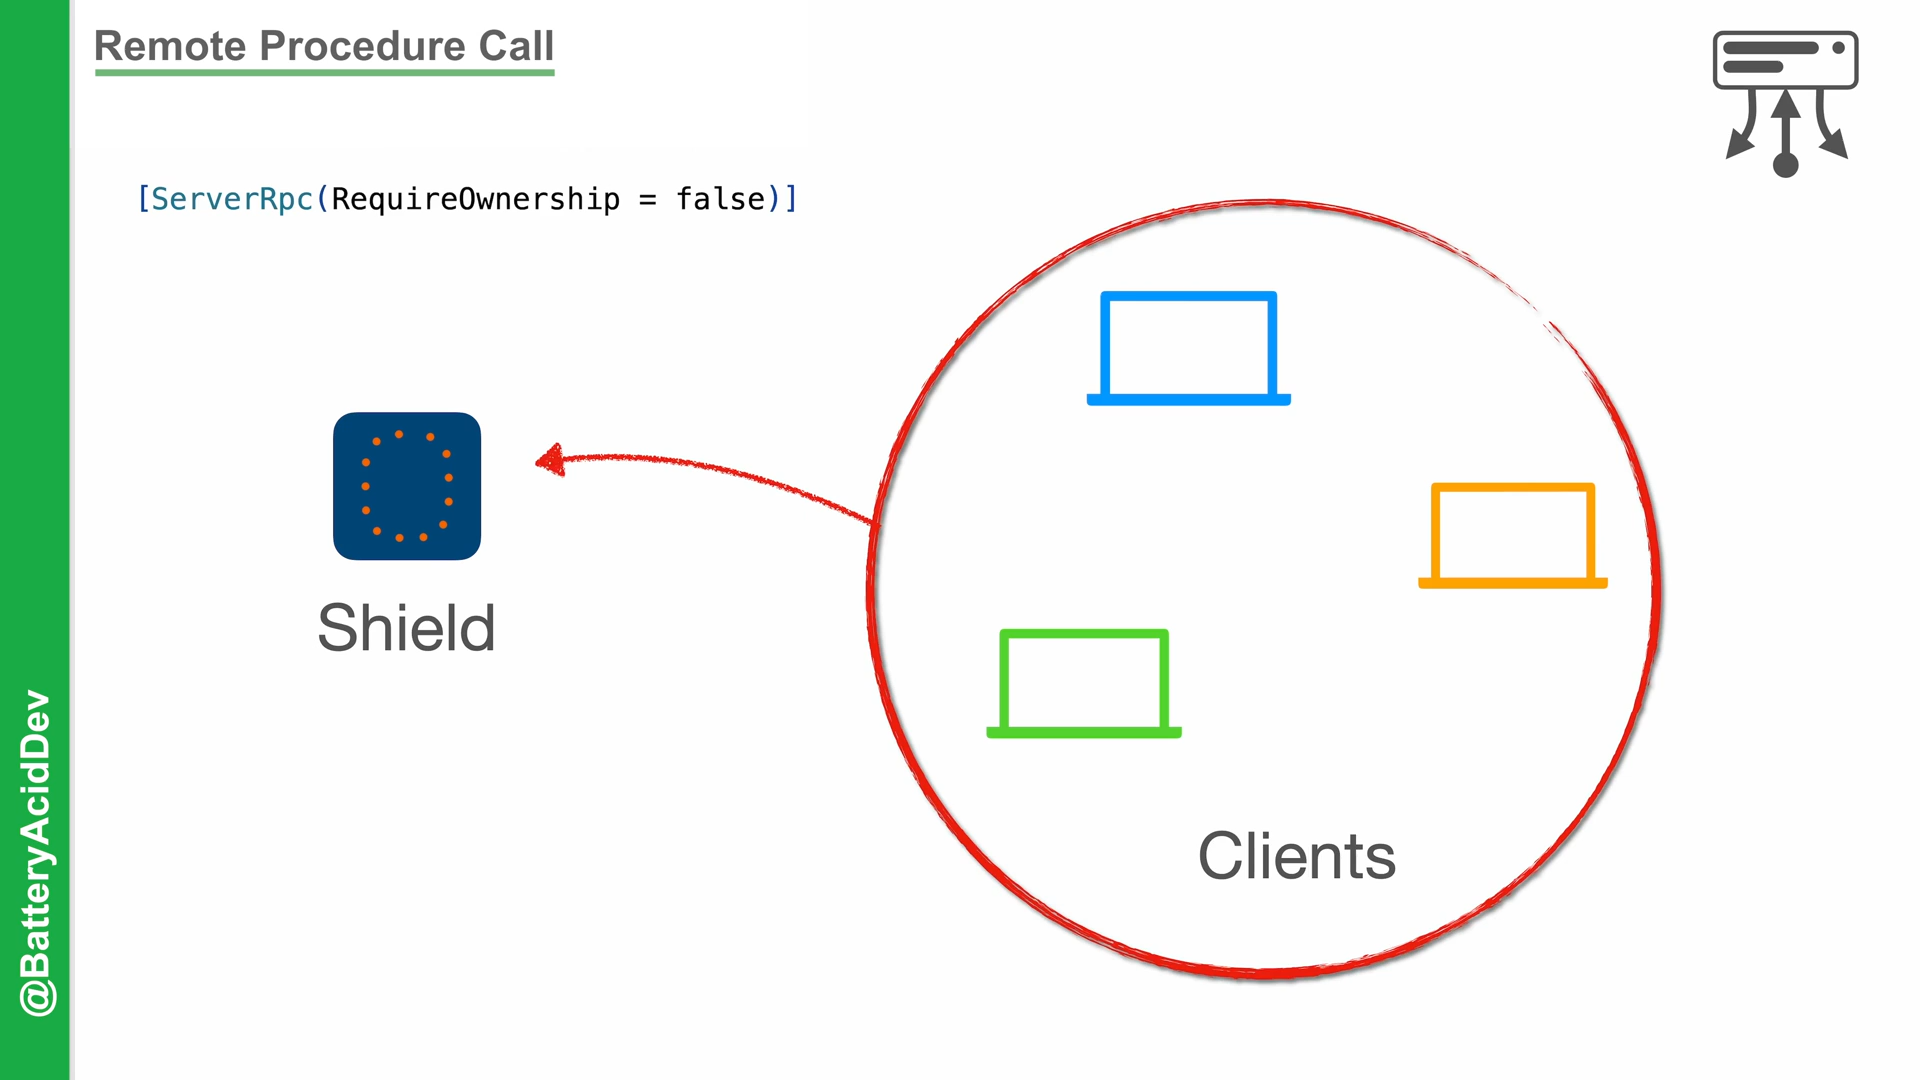 Remote Procedure Call
[ServerRpc(RequireOwnership = false)]
Shield
Clients
@BatteryAcidDev